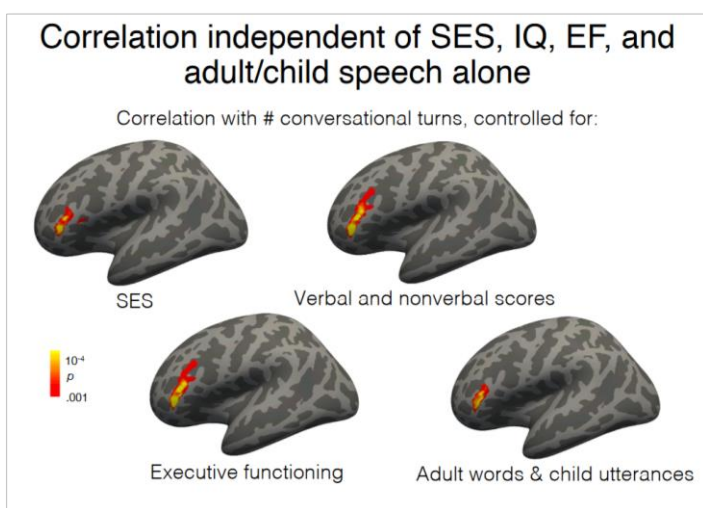 Correlation independent of SES, IQ, EF, and
adult/child speech alone
Correlation with # conversational turns, controlled for:
SES
Verbal and nonverbal scores
10-4
p
.001
Executive functioning
Adult words & child utterances